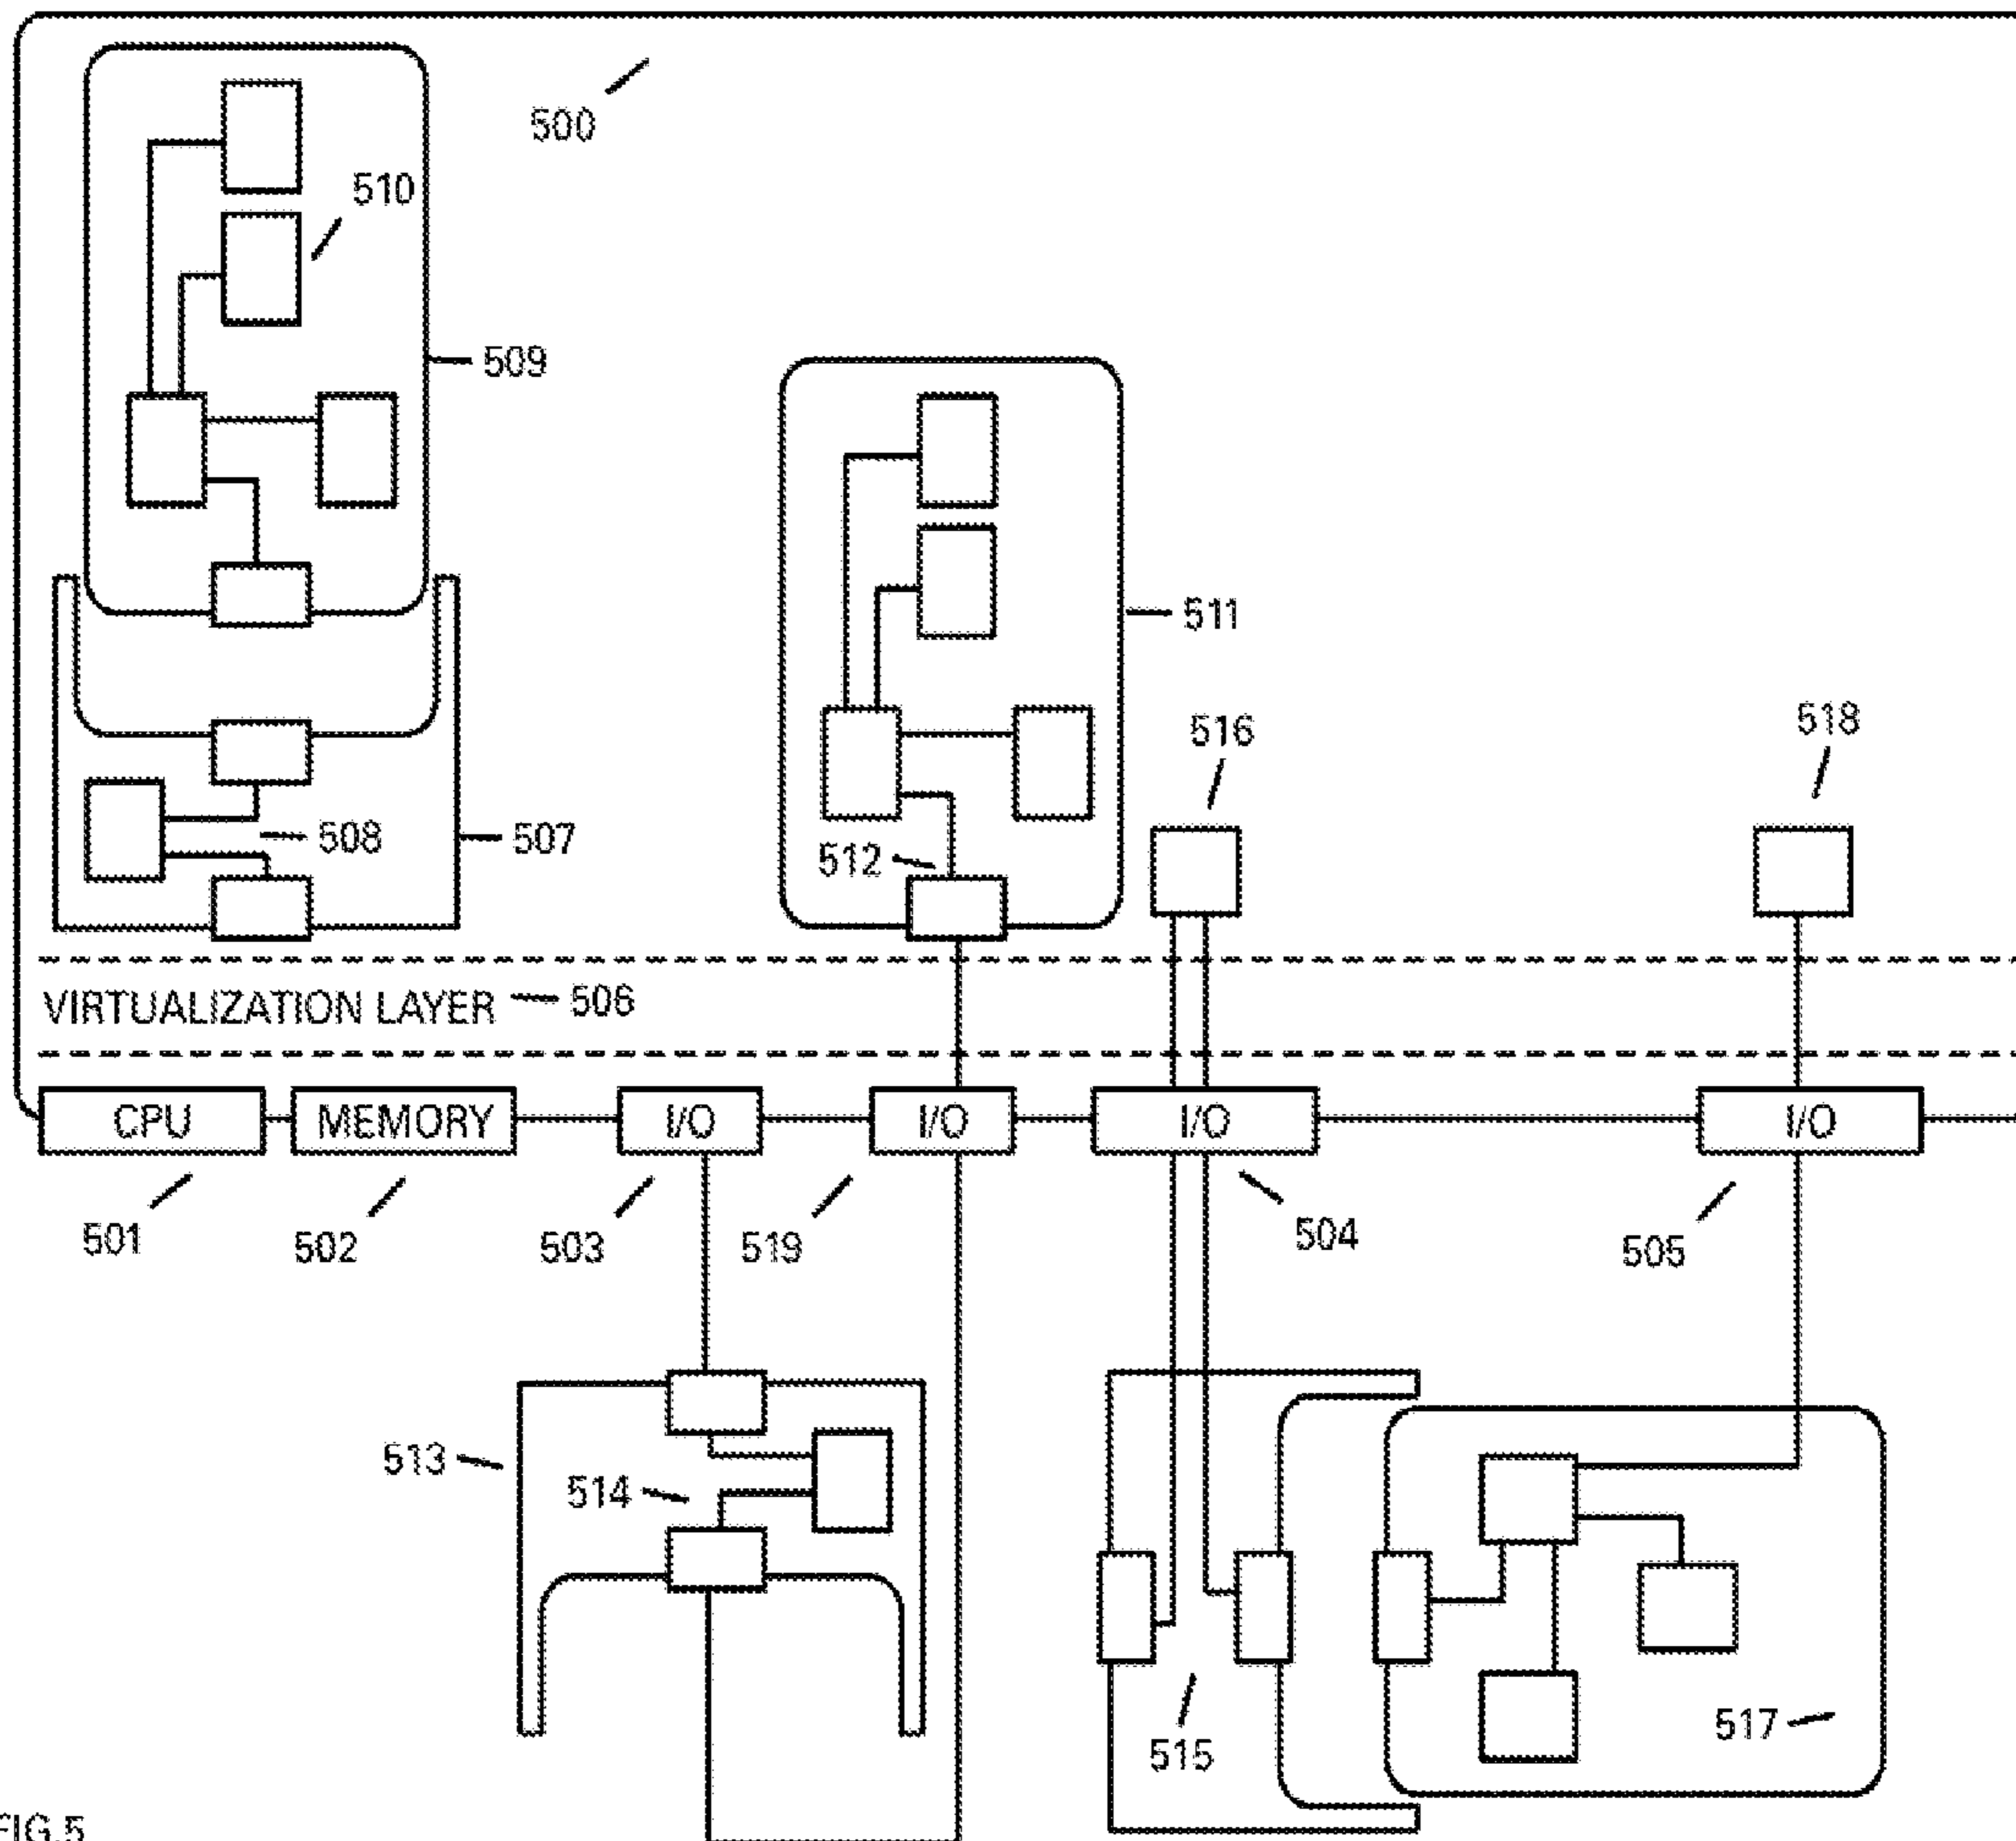 500
510
509
511
516
518
508
507
512
VIRTUALIZATION LAYER 506
CPU
MEMORY
I/O
I/O
I/O
I/O
501
502
503
519
504
505
513
514
515
517
FIG.5